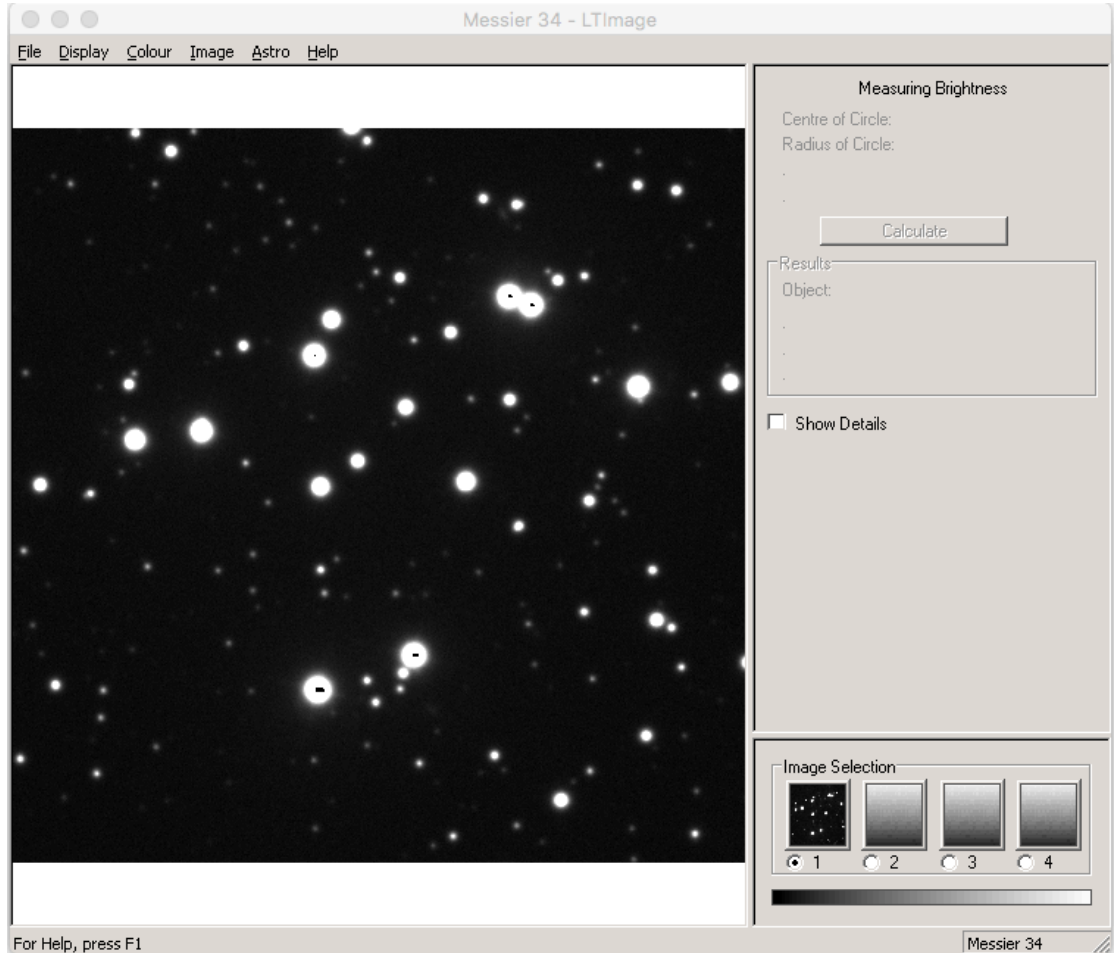 Messier 34 - LTImage
File Display Colour Image Astro Help
Measuring Brightness
Centre of Circle:
Radius of Circle:
.
.
Calculate
Results
Object:
.
.
.
Show Details
Image Selection
1 2 3 4
For Help, press F1
Messier 34